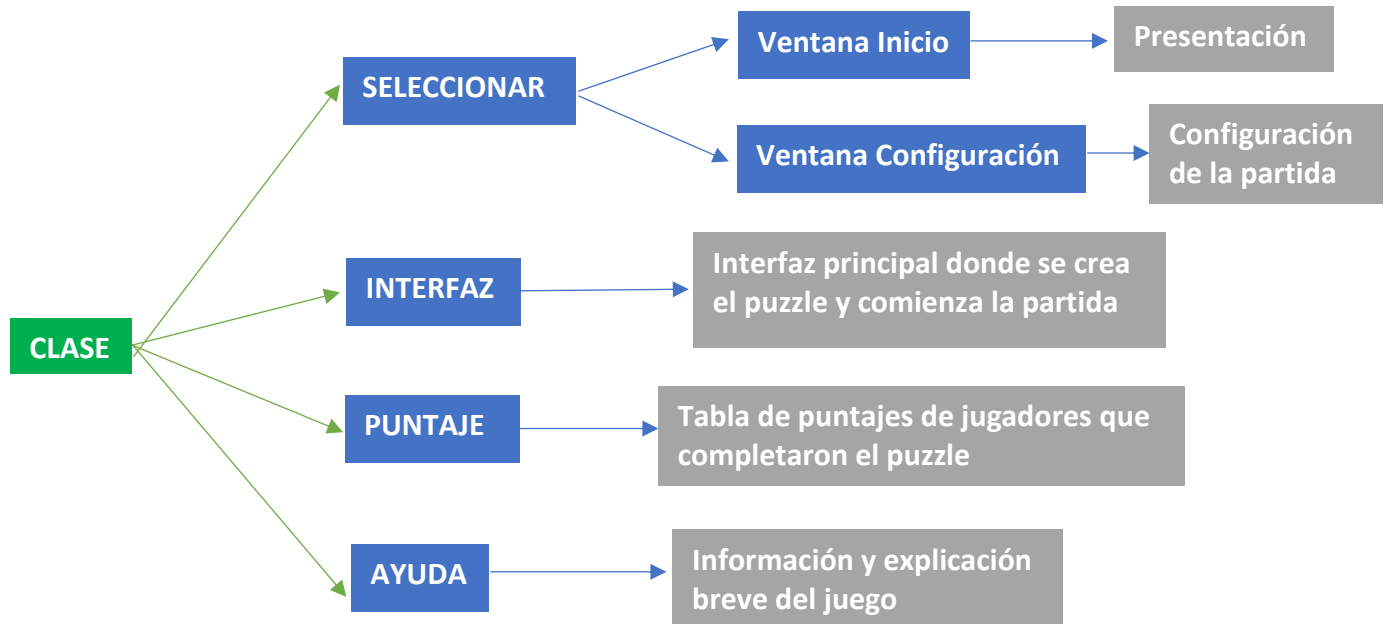 Ventana Inicio
Presentación
SELECCIONAR
Ventana Configuración
Configuración
de la partida
INTERFAZ
Interfaz principal donde se crea
el puzzle y comienza la partida
CLASE
PUNTAJE
Tabla de puntajes de jugadores que
completaron el puzzle
AYUDA
Información y explicación
breve del juego